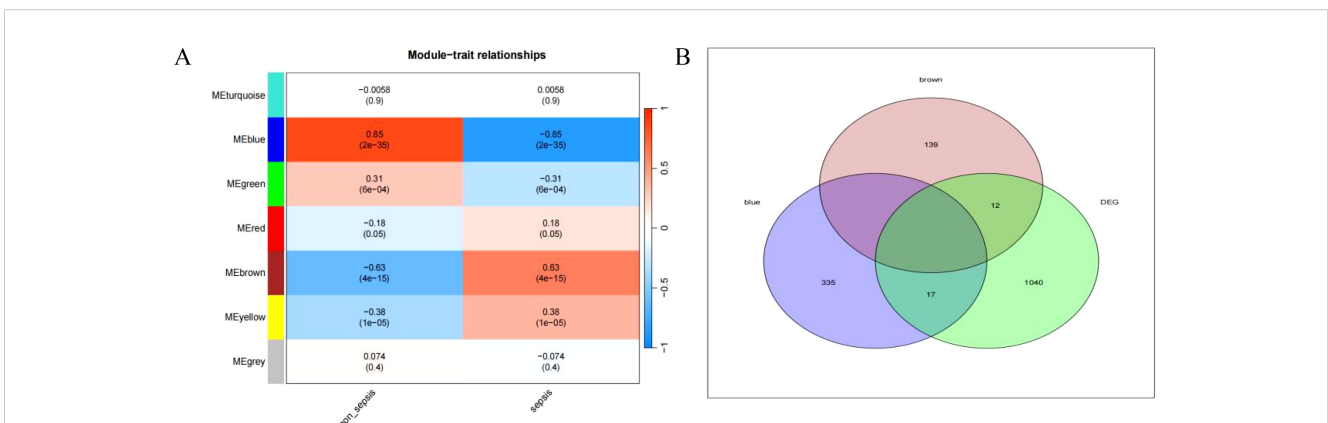 A
Module-trait relationships
MEturquoise
−0.0058
(0.9)
0.0058
(0.9)
MEblue
0.85
(2e−35)
−0.85
(2e−35)
MEgreen
0.31
(6e−04)
−0.31
(6e−04)
MEred
−0.18
(0.05)
0.18
(0.05)
MEbrown
−0.63
(4e−15)
0.63
(4e−15)
MEyellow
−0.38
(1e−05)
0.38
(1e−05)
MEgrey
0.074
(0.4)
−0.074
(0.4)
1
0.5
0
−0.5
−1
sepsis
B
brown
139
blue
12
DEG
335
17
1040